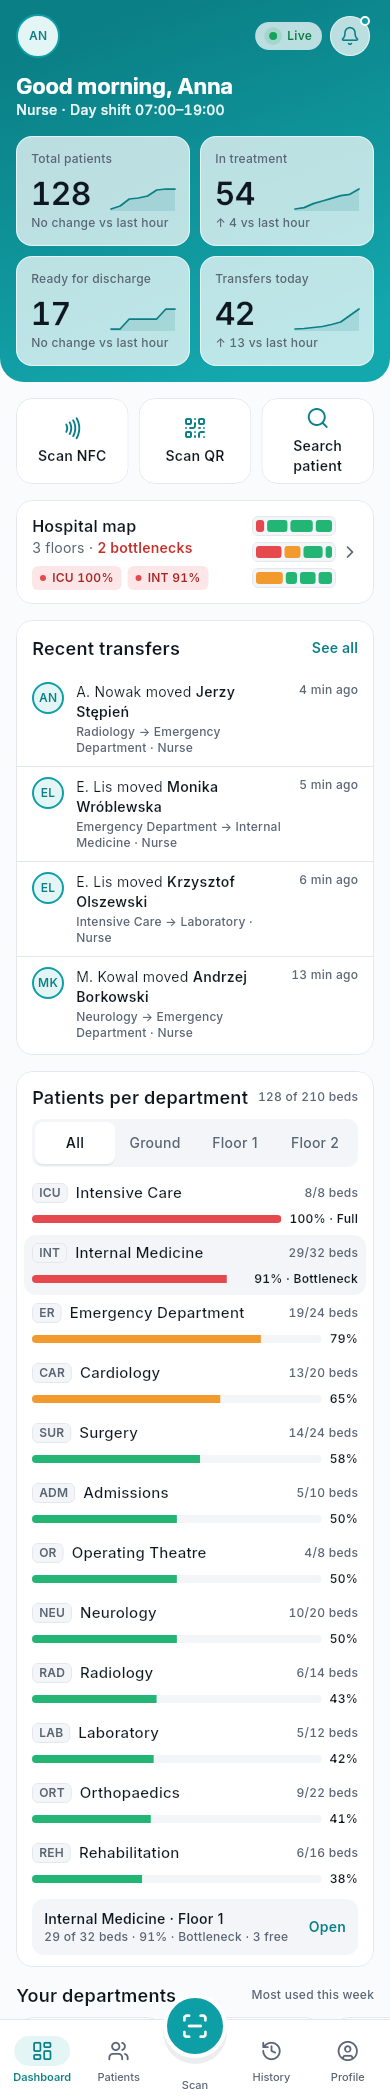 AN
Live
Good morning, Anna
Nurse · Day shift 07:00–19:00
Total patients
128
No change vs last hour
In treatment
54
↑ 4 vs last hour
Ready for discharge
17
No change vs last hour
Transfers today
42
↑ 13 vs last hour
Scan NFC
Scan QR
Search
patient
Hospital map
3 floors · 2 bottlenecks
ICU 100%
INT 91%
Recent transfers
See all
AN
A. Nowak moved Jerzy
Stępień
4 min ago
Radiology → Emergency
Department · Nurse
EL
E. Lis moved Monika
Wróblewska
5 min ago
Emergency Department → Internal
Medicine · Nurse
EL
E. Lis moved Krzysztof
Olszewski
6 min ago
Intensive Care → Laboratory ·
Nurse
MK
M. Kowal moved Andrzej
Borkowski
13 min ago
Neurology → Emergency
Department · Nurse
Patients per department
128 of 210 beds
All
Ground
Floor 1
Floor 2
ICU Intensive Care 8/8 beds
100% · Full
INT Internal Medicine 29/32 beds
91% · Bottleneck
ER Emergency Department 19/24 beds
79%
CAR Cardiology 13/20 beds
65%
SUR Surgery 14/24 beds
58%
ADM Admissions 5/10 beds
50%
OR Operating Theatre 4/8 beds
50%
NEU Neurology 10/20 beds
50%
RAD Radiology 6/14 beds
43%
LAB Laboratory 5/12 beds
42%
ORT Orthopaedics 9/22 beds
41%
REH Rehabilitation 6/16 beds
38%
Internal Medicine · Floor 1
29 of 32 beds · 91% · Bottleneck · 3 free
Open
Your departments
Most used this week
Dashboard
Patients
Scan
History
Profile